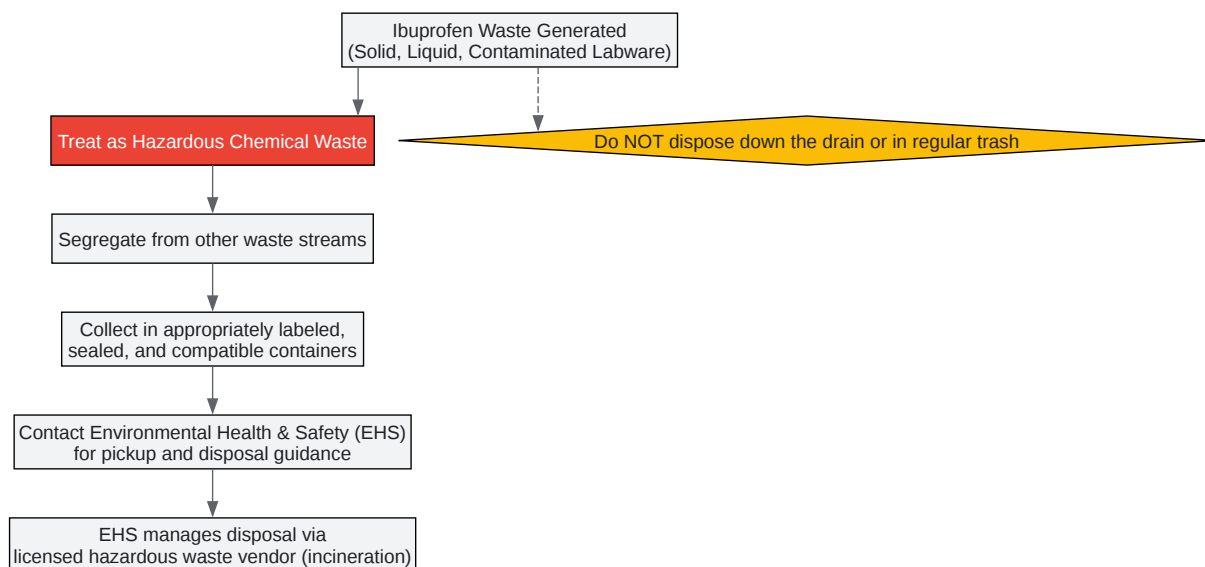 Ibuprofen Waste Generated
(Solid, Liquid, Contaminated Labware)
Treat as Hazardous Chemical Waste
Do NOT dispose down the drain or in regular trash
Segregate from other waste streams
Collect in appropriately labeled,
sealed, and compatible containers
Contact Environmental Health & Safety (EHS)
for pickup and disposal guidance
EHS manages disposal via
licensed hazardous waste vendor (incineration)